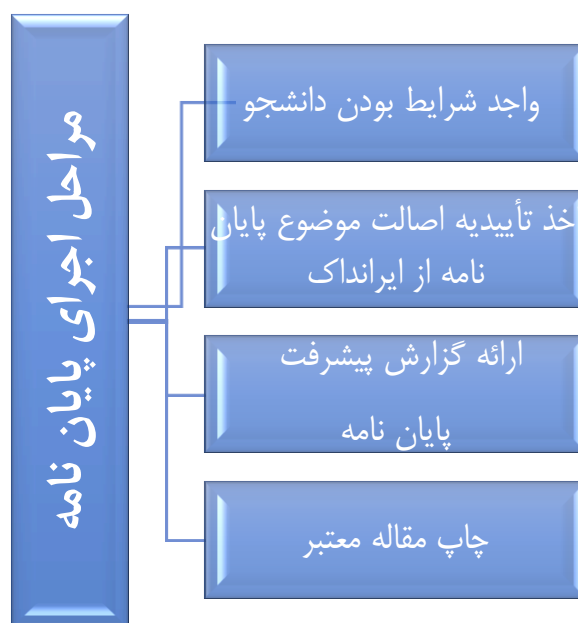 مراحل اجرای پایان نامه
واجد شرایط بودن دانشجو
خذ تأییدیه اصالت موضوع پایان
نامه از ایرانداک
ارائه گزارش پیشرفت
پایان نامه
چاپ مقاله معتبر